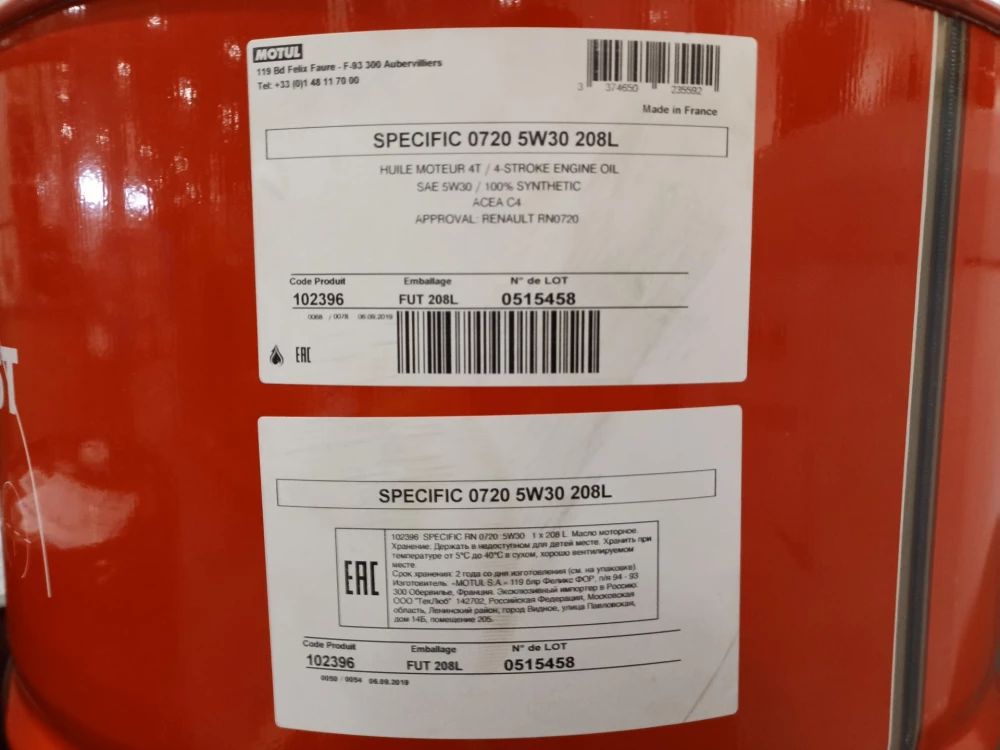 MOTUL
119 Bd Felix Faure - F-93 300 Aubervilliers
Tel: +33 (0)1 48 11 70 00
3 374650 235592
Made in France
SPECIFIC 0720 5W30 208L
HUILE MOTEUR 4T / 4-STROKE ENGINE OIL
SAE 5W30 / 100% SYNTHETIC
ACEA C4
APPROVAL: RENAULT RN0720
Code Produit Emballage N° de LOT
102396 FUT 208L 0515458
0068 / 0078 06.09.2019
EAC
SPECIFIC 0720 5W30 208L
EAC
102396 SPECIFIC RN 0720 5W30 1 x 208 L. Масло моторное.
Хранение: Держать в недоступном для детей месте. Хранить при
температуре от 5°C до 40°C в сухом, хорошо вентилируемом
месте.
Срок хранения: 2 года со дня изготовления (см. на упаковке)
Изготовитель: «MOTUL S.A.» 119 блр Феликс ФОР, п/я 94 - 93
300 Обервилье, Франция. Эксклюзивный импортер в Россию:
ООО "ТекЛюб" 142702, Российская Федерация, Московская
область, Ленинский район, город Видное, улица Павловская,
дом 14Б, помещение 205.
Code Produit Emballage N° de LOT
102396 FUT 208L 0515458
0050 / 0054 06.09.2019